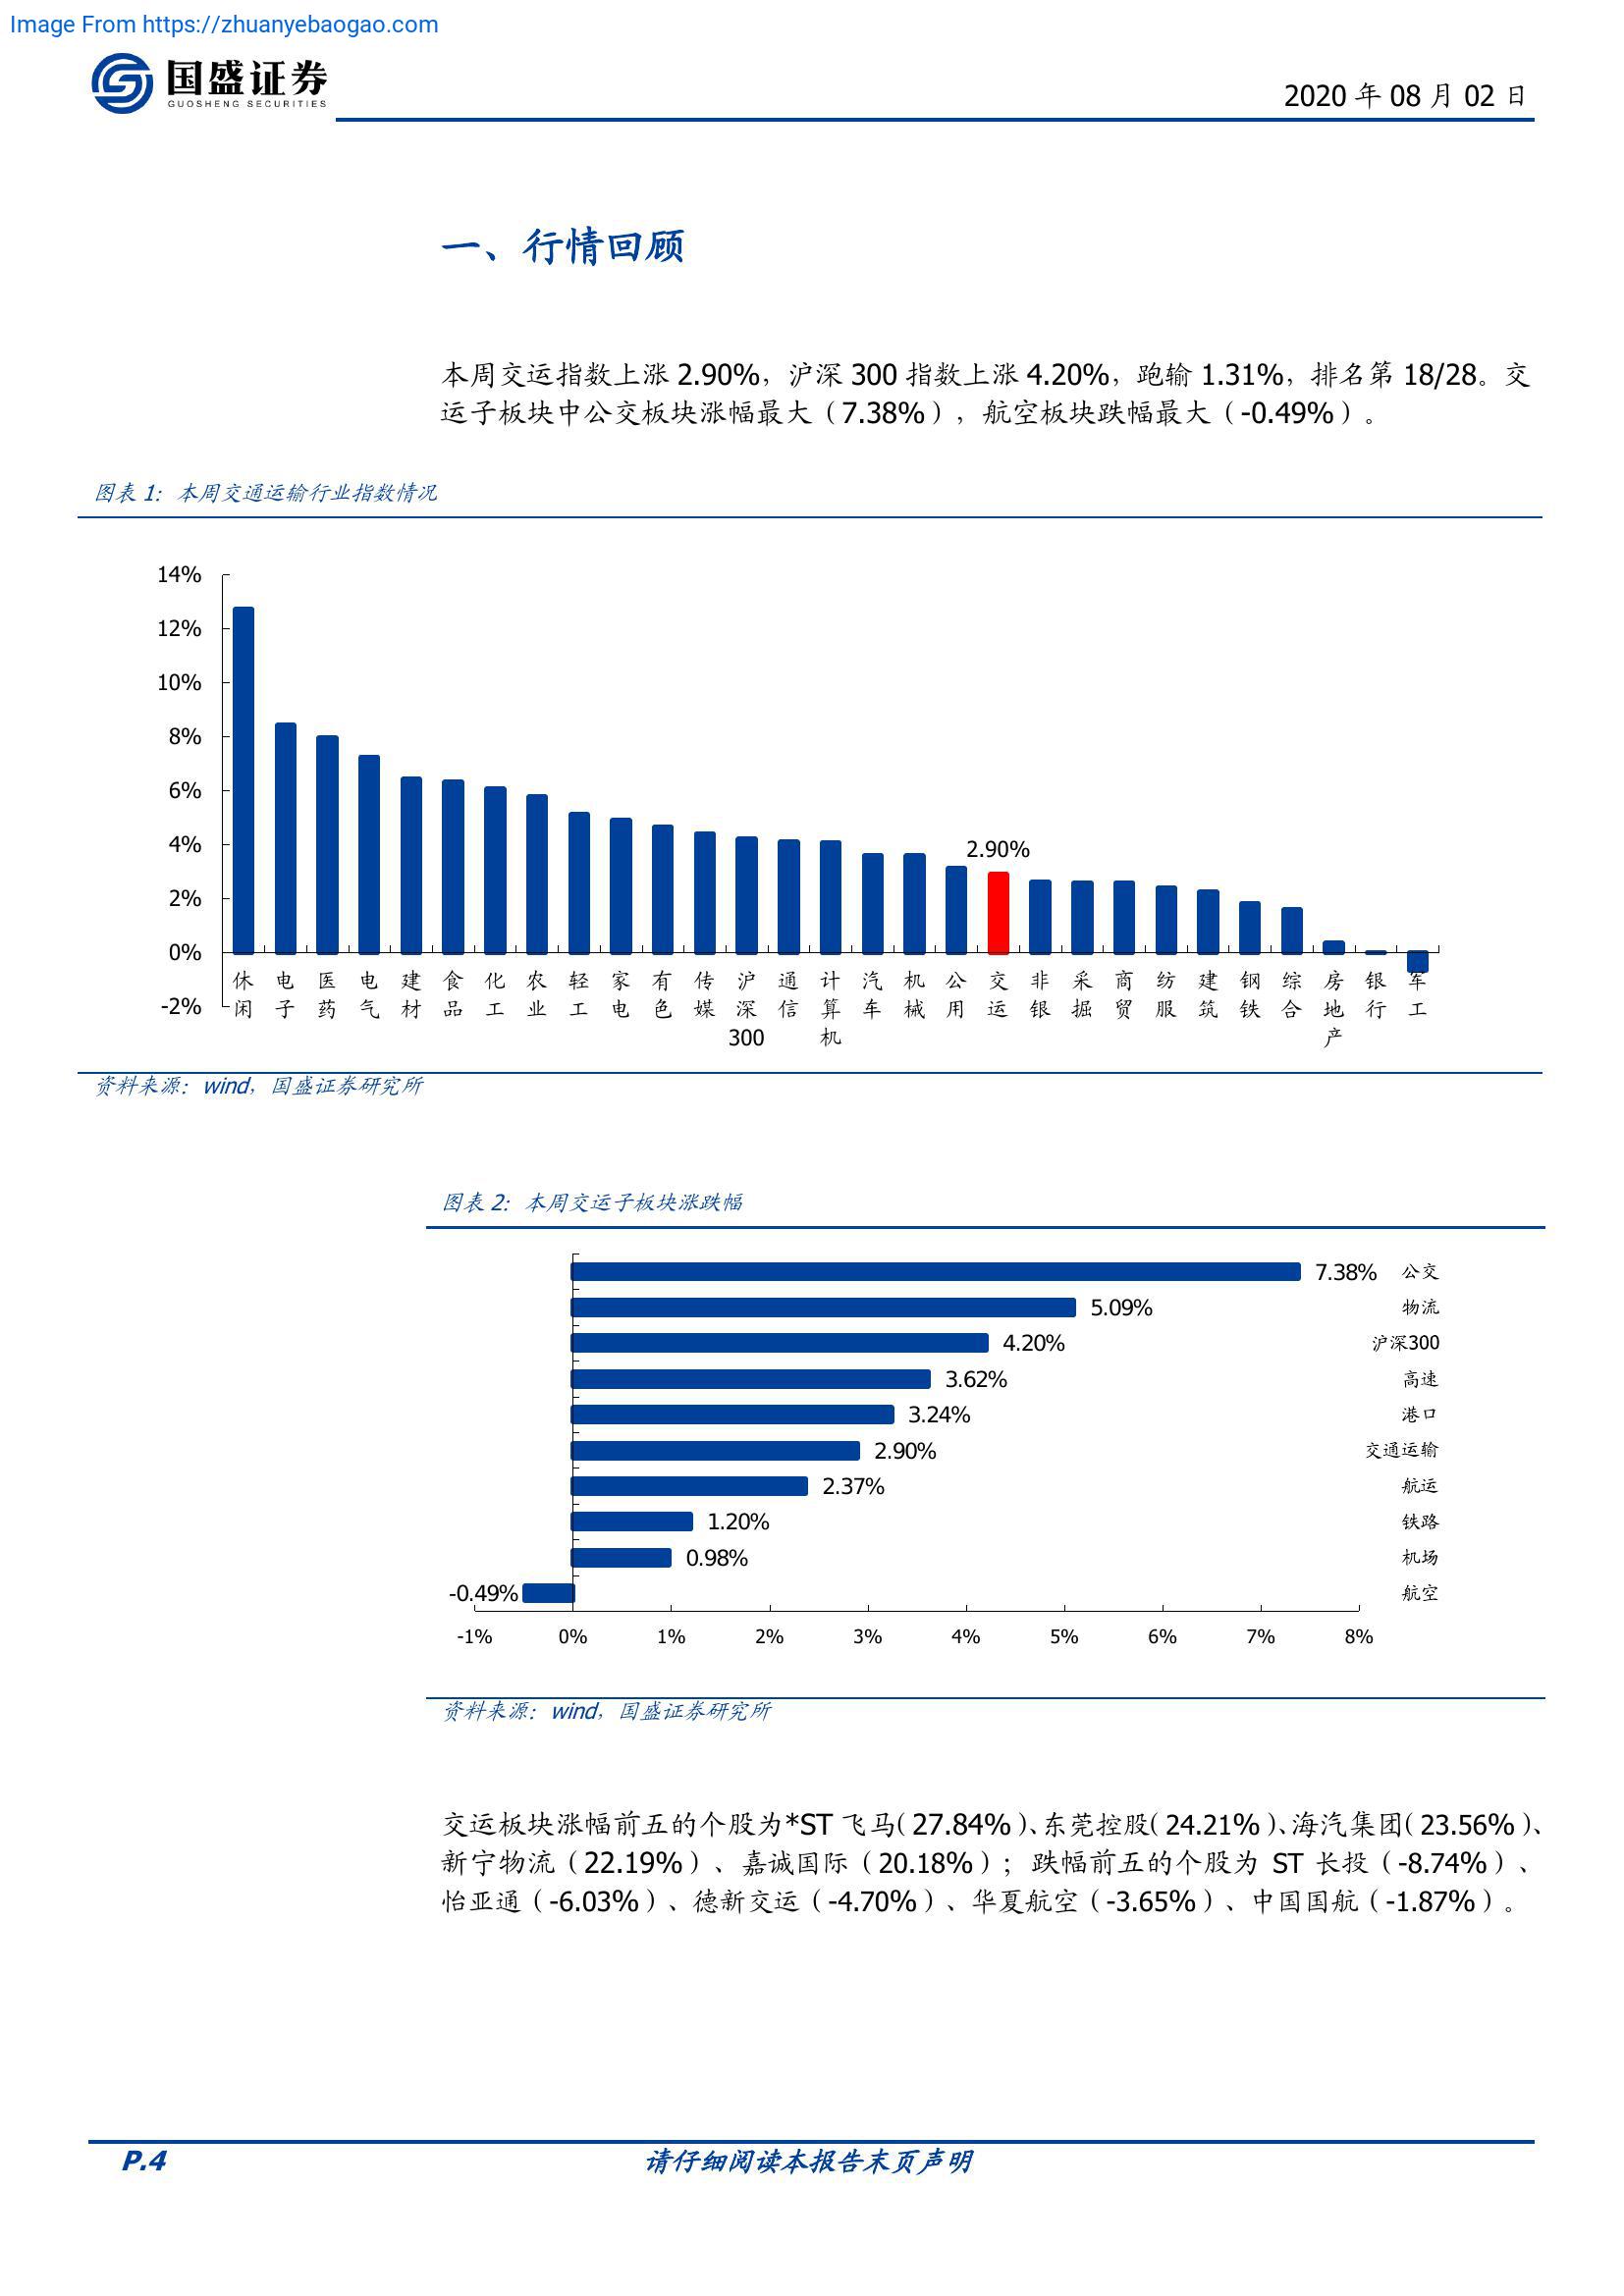 Image From https://zhuanyebaogao.com
国盛证券
GUOSHENG SECURITIES
2020 年 08 月 02 日
一、行情回顾
本周交运指数上涨 2.90%，沪深 300 指数上涨 4.20%，跑输 1.31%，排名第 18/28。交
运子板块中公交板块涨幅最大（7.38%），航空板块跌幅最大（-0.49%）。
图表 1：本周交通运输行业指数情况
14%
12%
10%
8%
6%
4%
2%
0%
-2%
2.90%
休闲
电子
医药
电气
建材
食品
化工
农业
轻工
家电
有色
传媒
沪深300
通信
计算机
汽车
机械
公用
交运
非银
采掘
商贸
纺服
建筑
钢铁
综合
房地产
银行
军工
资料来源：wind，国盛证券研究所
图表 2：本周交运子板块涨跌幅
7.38% 公交
5.09% 物流
4.20% 沪深300
3.62% 高速
3.24% 港口
2.90% 交通运输
2.37% 航运
1.20% 铁路
0.98% 机场
-0.49% 航空
-1% 0% 1% 2% 3% 4% 5% 6% 7% 8%
资料来源：wind，国盛证券研究所
交运板块涨幅前五的个股为*ST 飞马（27.84%）、东莞控股（24.21%）、海汽集团（23.56%）、
新宁物流（22.19%）、嘉诚国际（20.18%）；跌幅前五的个股为 ST 长投（-8.74%）、
怡亚通（-6.03%）、德新交运（-4.70%）、华夏航空（-3.65%）、中国国航（-1.87%）。
P.4
请仔细阅读本报告末页声明